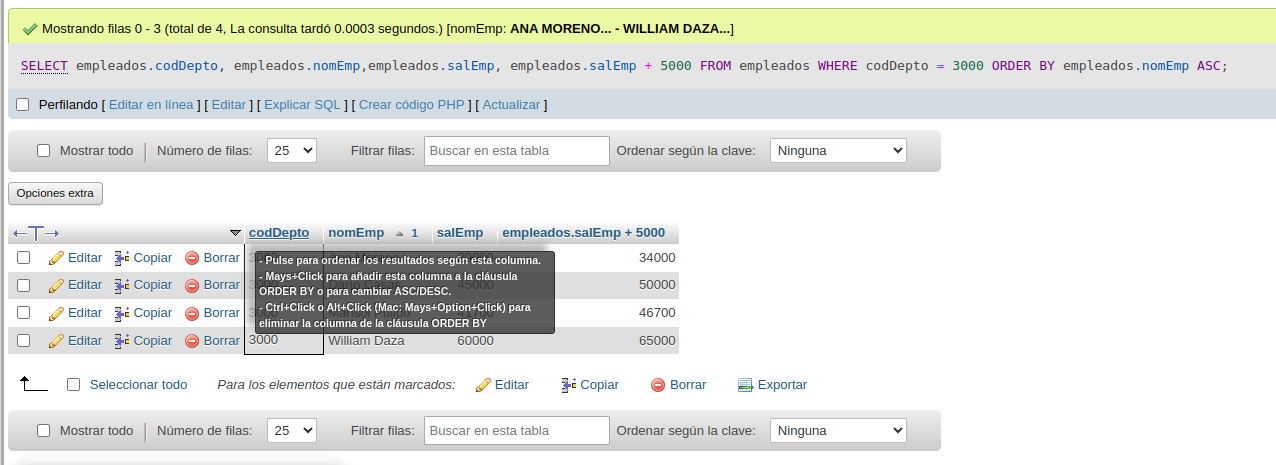 Mostrando filas 0 - 3 (total de 4, La consulta tardó 0.0003 segundos.) [nomEmp: ANA MORENO... - WILLIAM DAZA...]
SELECT empleados.codDepto, empleados.nomEmp,empleados.salEmp, empleados.salEmp + 5000 FROM empleados WHERE codDepto = 3000 ORDER BY empleados.nomEmp ASC;
Perfilando [ Editar en línea ] [ Editar ] [ Explicar SQL ] [ Crear código PHP ] [ Actualizar ]
Mostrar todo Número de filas: 25 Filtrar filas: Buscar en esta tabla Ordenar según la clave: Ninguna
Opciones extra
←T→ codDepto nomEmp 1 salEmp empleados.salEmp + 5000
Editar Copiar Borrar 34000
Editar Copiar Borrar 45000 50000
Editar Copiar Borrar 41700 46700
Editar Copiar Borrar 3000 William Daza 60000 65000
- Pulse para ordenar los resultados según esta columna.
- Mays+Click para añadir esta columna a la cláusula
ORDER BY o para cambiar ASC/DESC.
- Ctrl+Click o Alt+Click (Mac: Mays+Option+Click) para
eliminar la columna de la cláusula ORDER BY
Seleccionar todo Para los elementos que están marcados: Editar Copiar Borrar Exportar
Mostrar todo Número de filas: 25 Filtrar filas: Buscar en esta tabla Ordenar según la clave: Ninguna